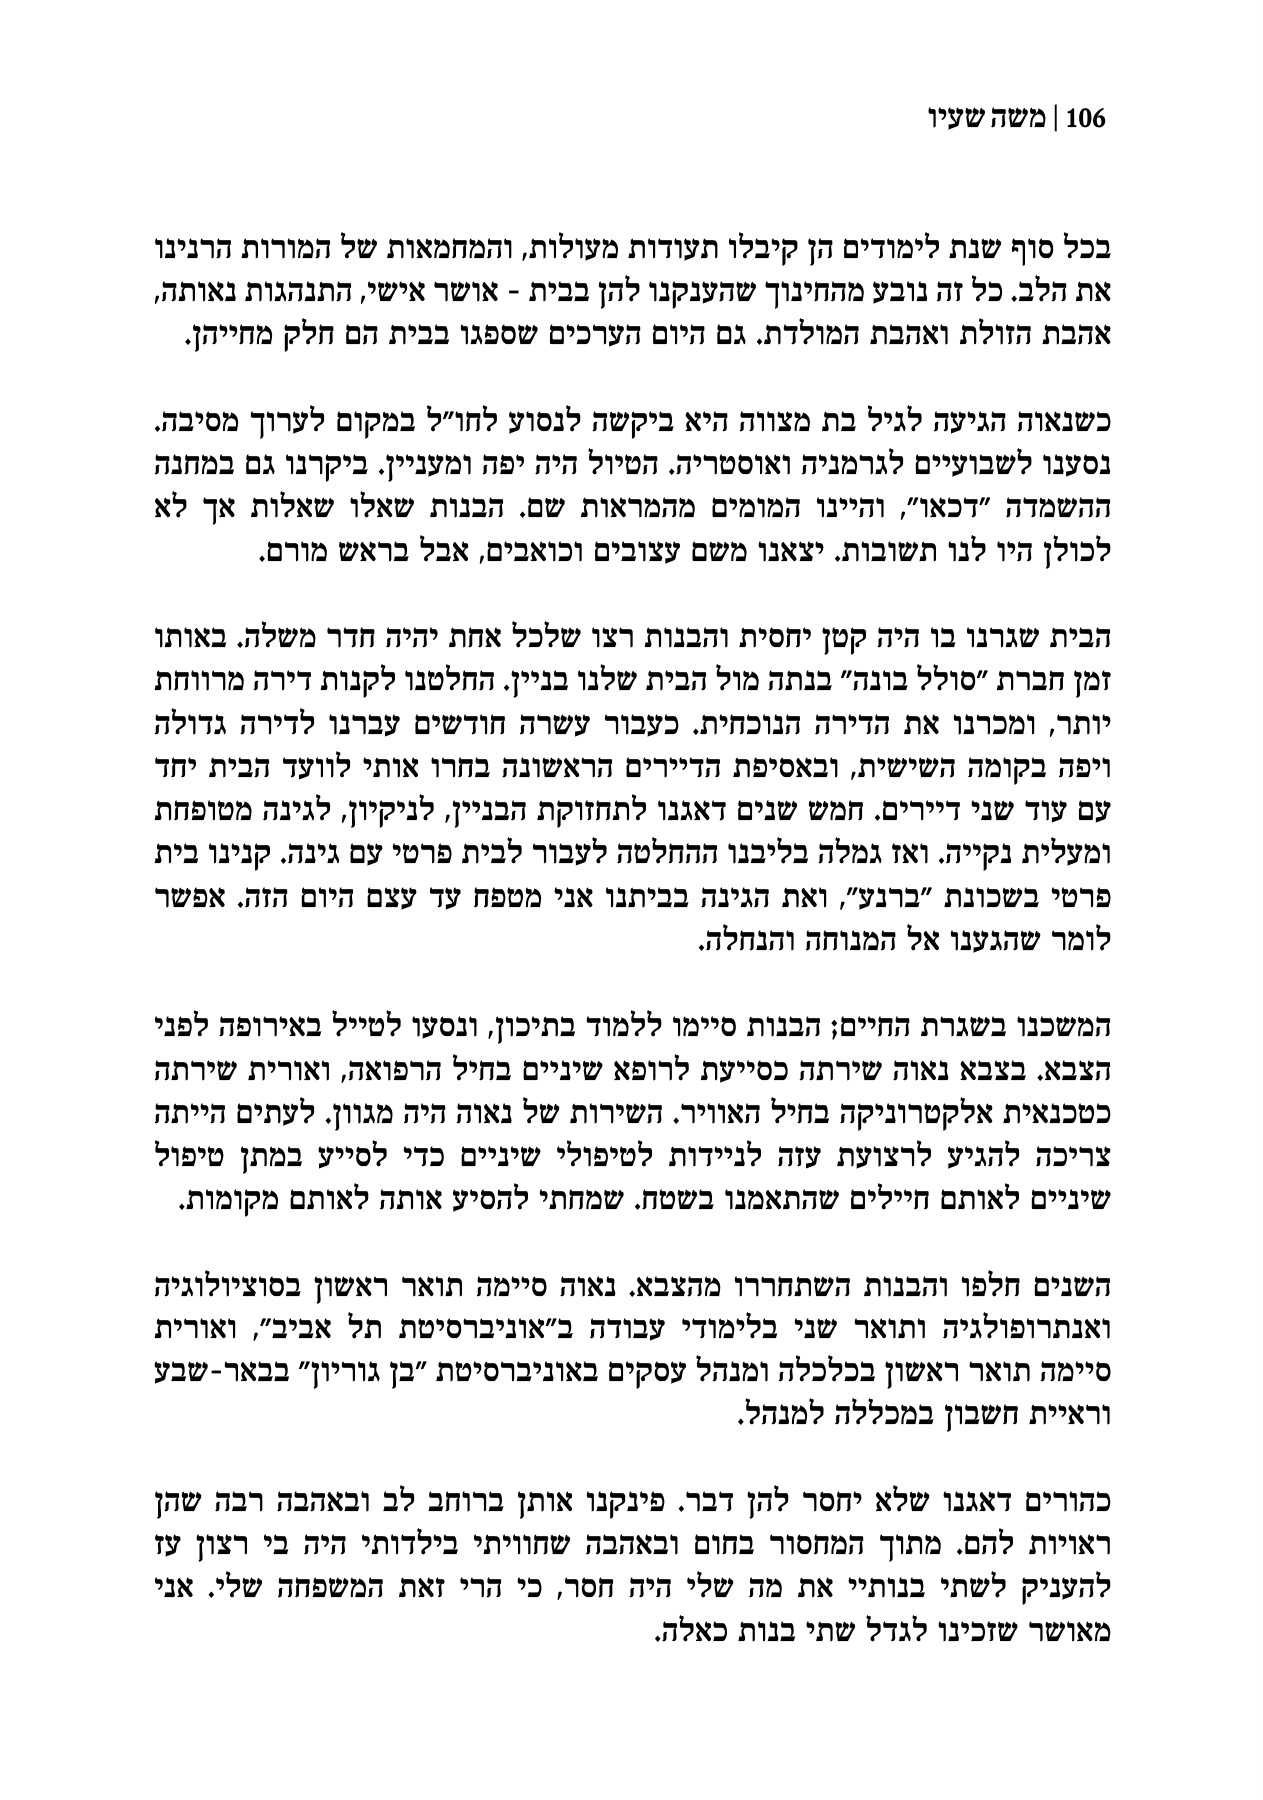 106 | משה שעיו
בכל סוף שנת לימודים הן קיבלו תעודות מעולות, והמחמאות של המורות הרנינו
את הלב. כל זה נובע מהחינוך שהענקנו להן בבית - אושר אישי, התנהגות נאותה,
אהבת הזולת ואהבת המולדת. גם היום הערכים שספגו בבית הם חלק מחייהן.
כשנאוה הגיעה לגיל בת מצווה היא ביקשה לנסוע לחו״ל במקום לערוך מסיבה.
נסענו לשבועיים לגרמניה ואוסטריה. הטיול היה יפה ומעניין. ביקרנו גם במחנה
ההשמדה ״דכאו״, והיינו המומים מהמראות שם. הבנות שאלו שאלות אך לא
לכולן היו לנו תשובות. יצאנו משם עצובים וכואבים, אבל בראש מורם.
הבית שגרנו בו היה קטן יחסית והבנות רצו שלכל אחת יהיה חדר משלה. באותו
זמן חברת ״סולל בונה״ בנתה מול הבית שלנו בניין. החלטנו לקנות דירה מרווחת
יותר, ומכרנו את הדירה הנוכחית. כעבור עשרה חודשים עברנו לדירה גדולה
ויפה בקומה השישית, ובאסיפת הדיירים הראשונה בחרו אותי לוועד הבית יחד
עם עוד שני דיירים. חמש שנים דאגנו לתחזוקת הבניין, לניקיון, לגינה מטופחת
ומעלית נקייה. ואז גמלה בליבנו ההחלטה לעבור לבית פרטי עם גינה. קנינו בית
פרטי בשכונת ״ברנע״, ואת הגינה בביתנו אני מטפח עד עצם היום הזה. אפשר
לומר שהגענו אל המנוחה והנחלה.
המשכנו בשגרת החיים; הבנות סיימו ללמוד בתיכון, ונסעו לטייל באירופה לפני
הצבא. בצבא נאוה שירתה כסייעת לרופא שיניים בחיל הרפואה, ואורית שירתה
כטכנאית אלקטרוניקה בחיל האוויר. השירות של נאוה היה מגוון. לעתים הייתה
צריכה להגיע לרצועת עזה לניידות לטיפולי שיניים כדי לסייע במתן טיפול
שיניים לאותם חיילים שהתאמנו בשטח. שמחתי להסיע אותה לאותם מקומות.
השנים חלפו והבנות השתחררו מהצבא. נאוה סיימה תואר ראשון בסוציולוגיה
ואנתרופולגיה ותואר שני בלימודי עבודה ב״אוניברסיטת תל אביב״, ואורית
סיימה תואר ראשון בכלכלה ומנהל עסקים באוניברסיטת ״בן גוריון״ בבאר-שבע
וראיית חשבון במכללה למנהל.
כהורים דאגנו שלא יחסר להן דבר. פינקנו אותן ברוחב לב ובאהבה רבה שהן
ראויות להם. מתוך המחסור בחום ובאהבה שחוויתי בילדותי היה בי רצון עז
להעניק לשתי בנותיי את מה שלי היה חסר, כי הרי זאת המשפחה שלי. אני
מאושר שזכינו לגדל שתי בנות כאלה.